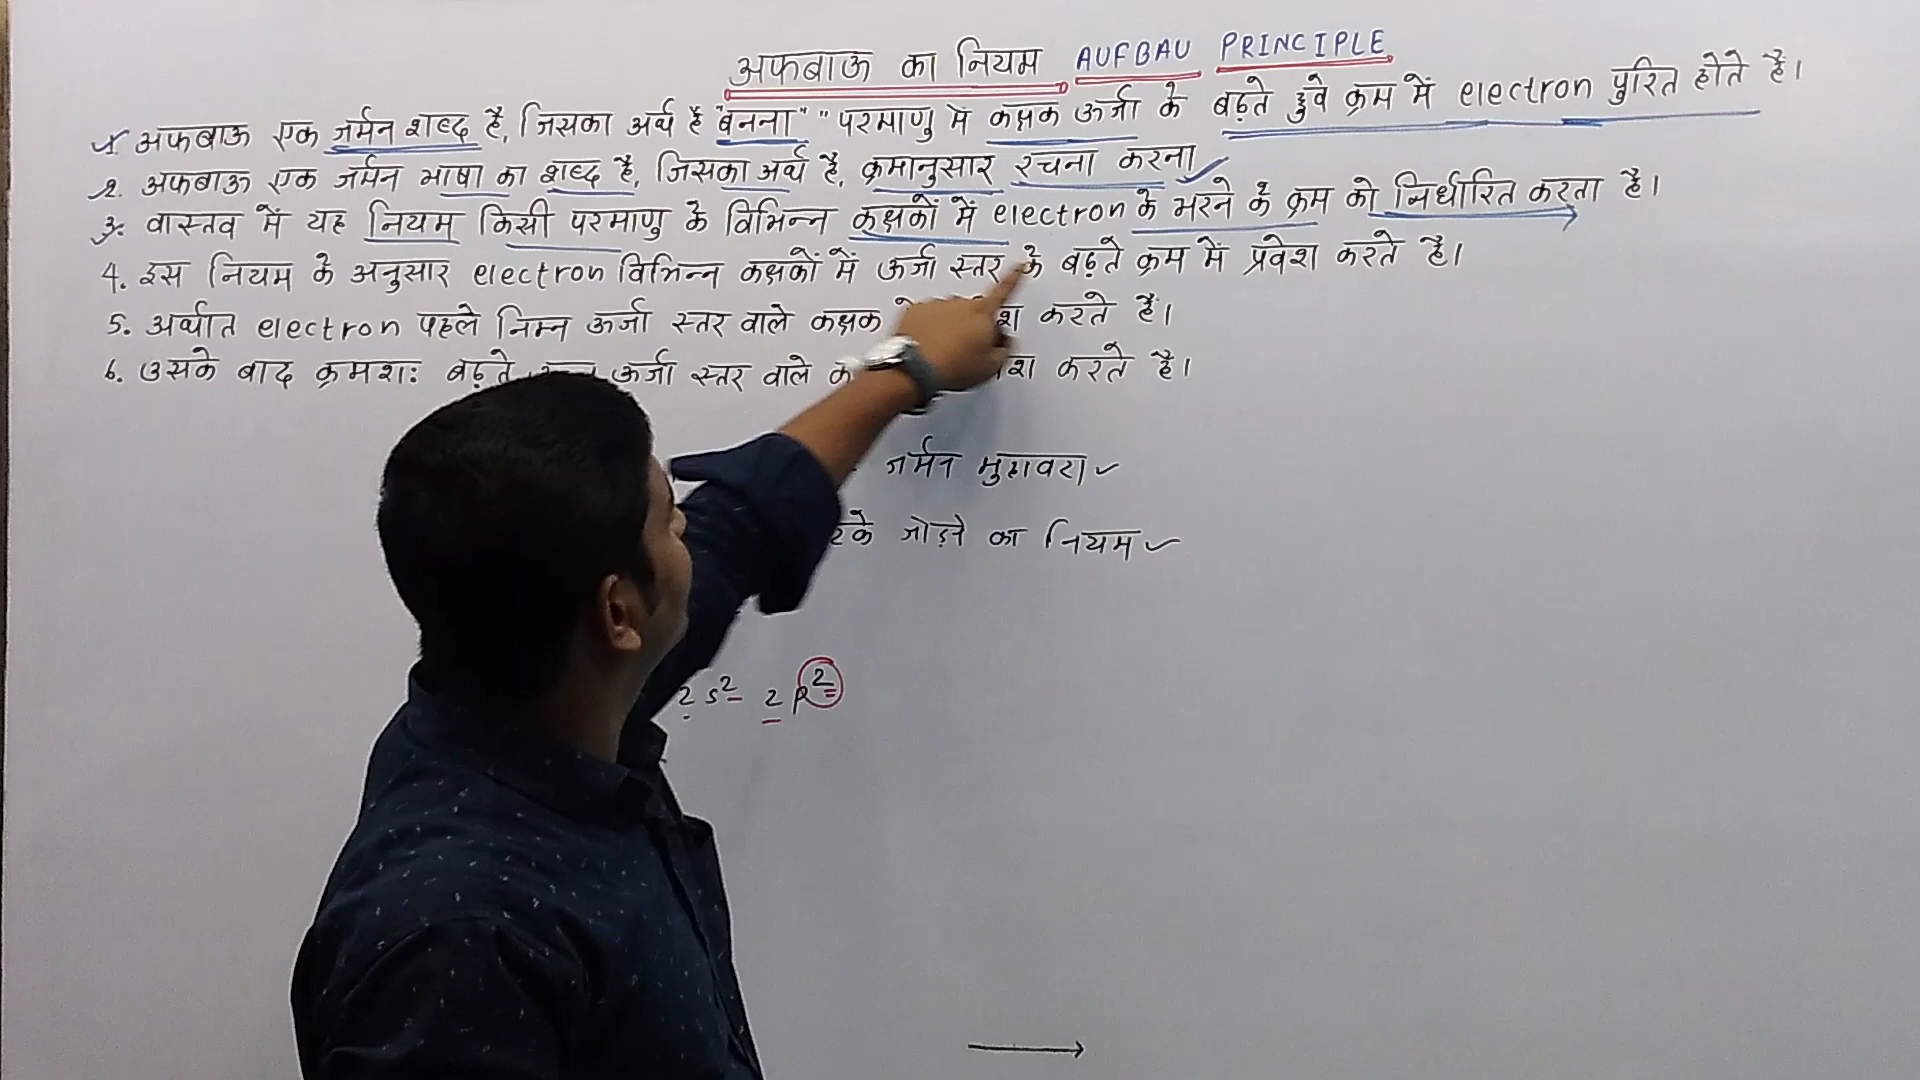 अफबाऊ का नियम AUFBAU PRINCIPLE
1. अफबाऊ एक जर्मन शब्द है, जिसका अर्थ है "बनना" "परमाणु में कक्षक ऊर्जा के बढ़ते हुवे क्रम में electron पुरित होते है।
2. अफबाऊ एक जर्मन भाषा का शब्द है, जिसका अर्थ है, क्रमानुसार रचना करना
3. वास्तव में यह नियम किसी परमाणु के विभिन्न कक्षकों में electron के भरने के क्रम को निर्धारित करता है।
4. इस नियम के अनुसार electron विभिन्न कक्षकों में ऊर्जा स्तर के बढ़ते क्रम में प्रवेश करते है।
5. अर्थात electron पहले निम्न ऊर्जा स्तर वाले कक्षक करते है।
6. उसके बाद क्रमशः बढ़ते ऊर्जा स्तर वाले करते है।
जर्मन मुहावरा
जोड़ने का नियम
2s² 2p²